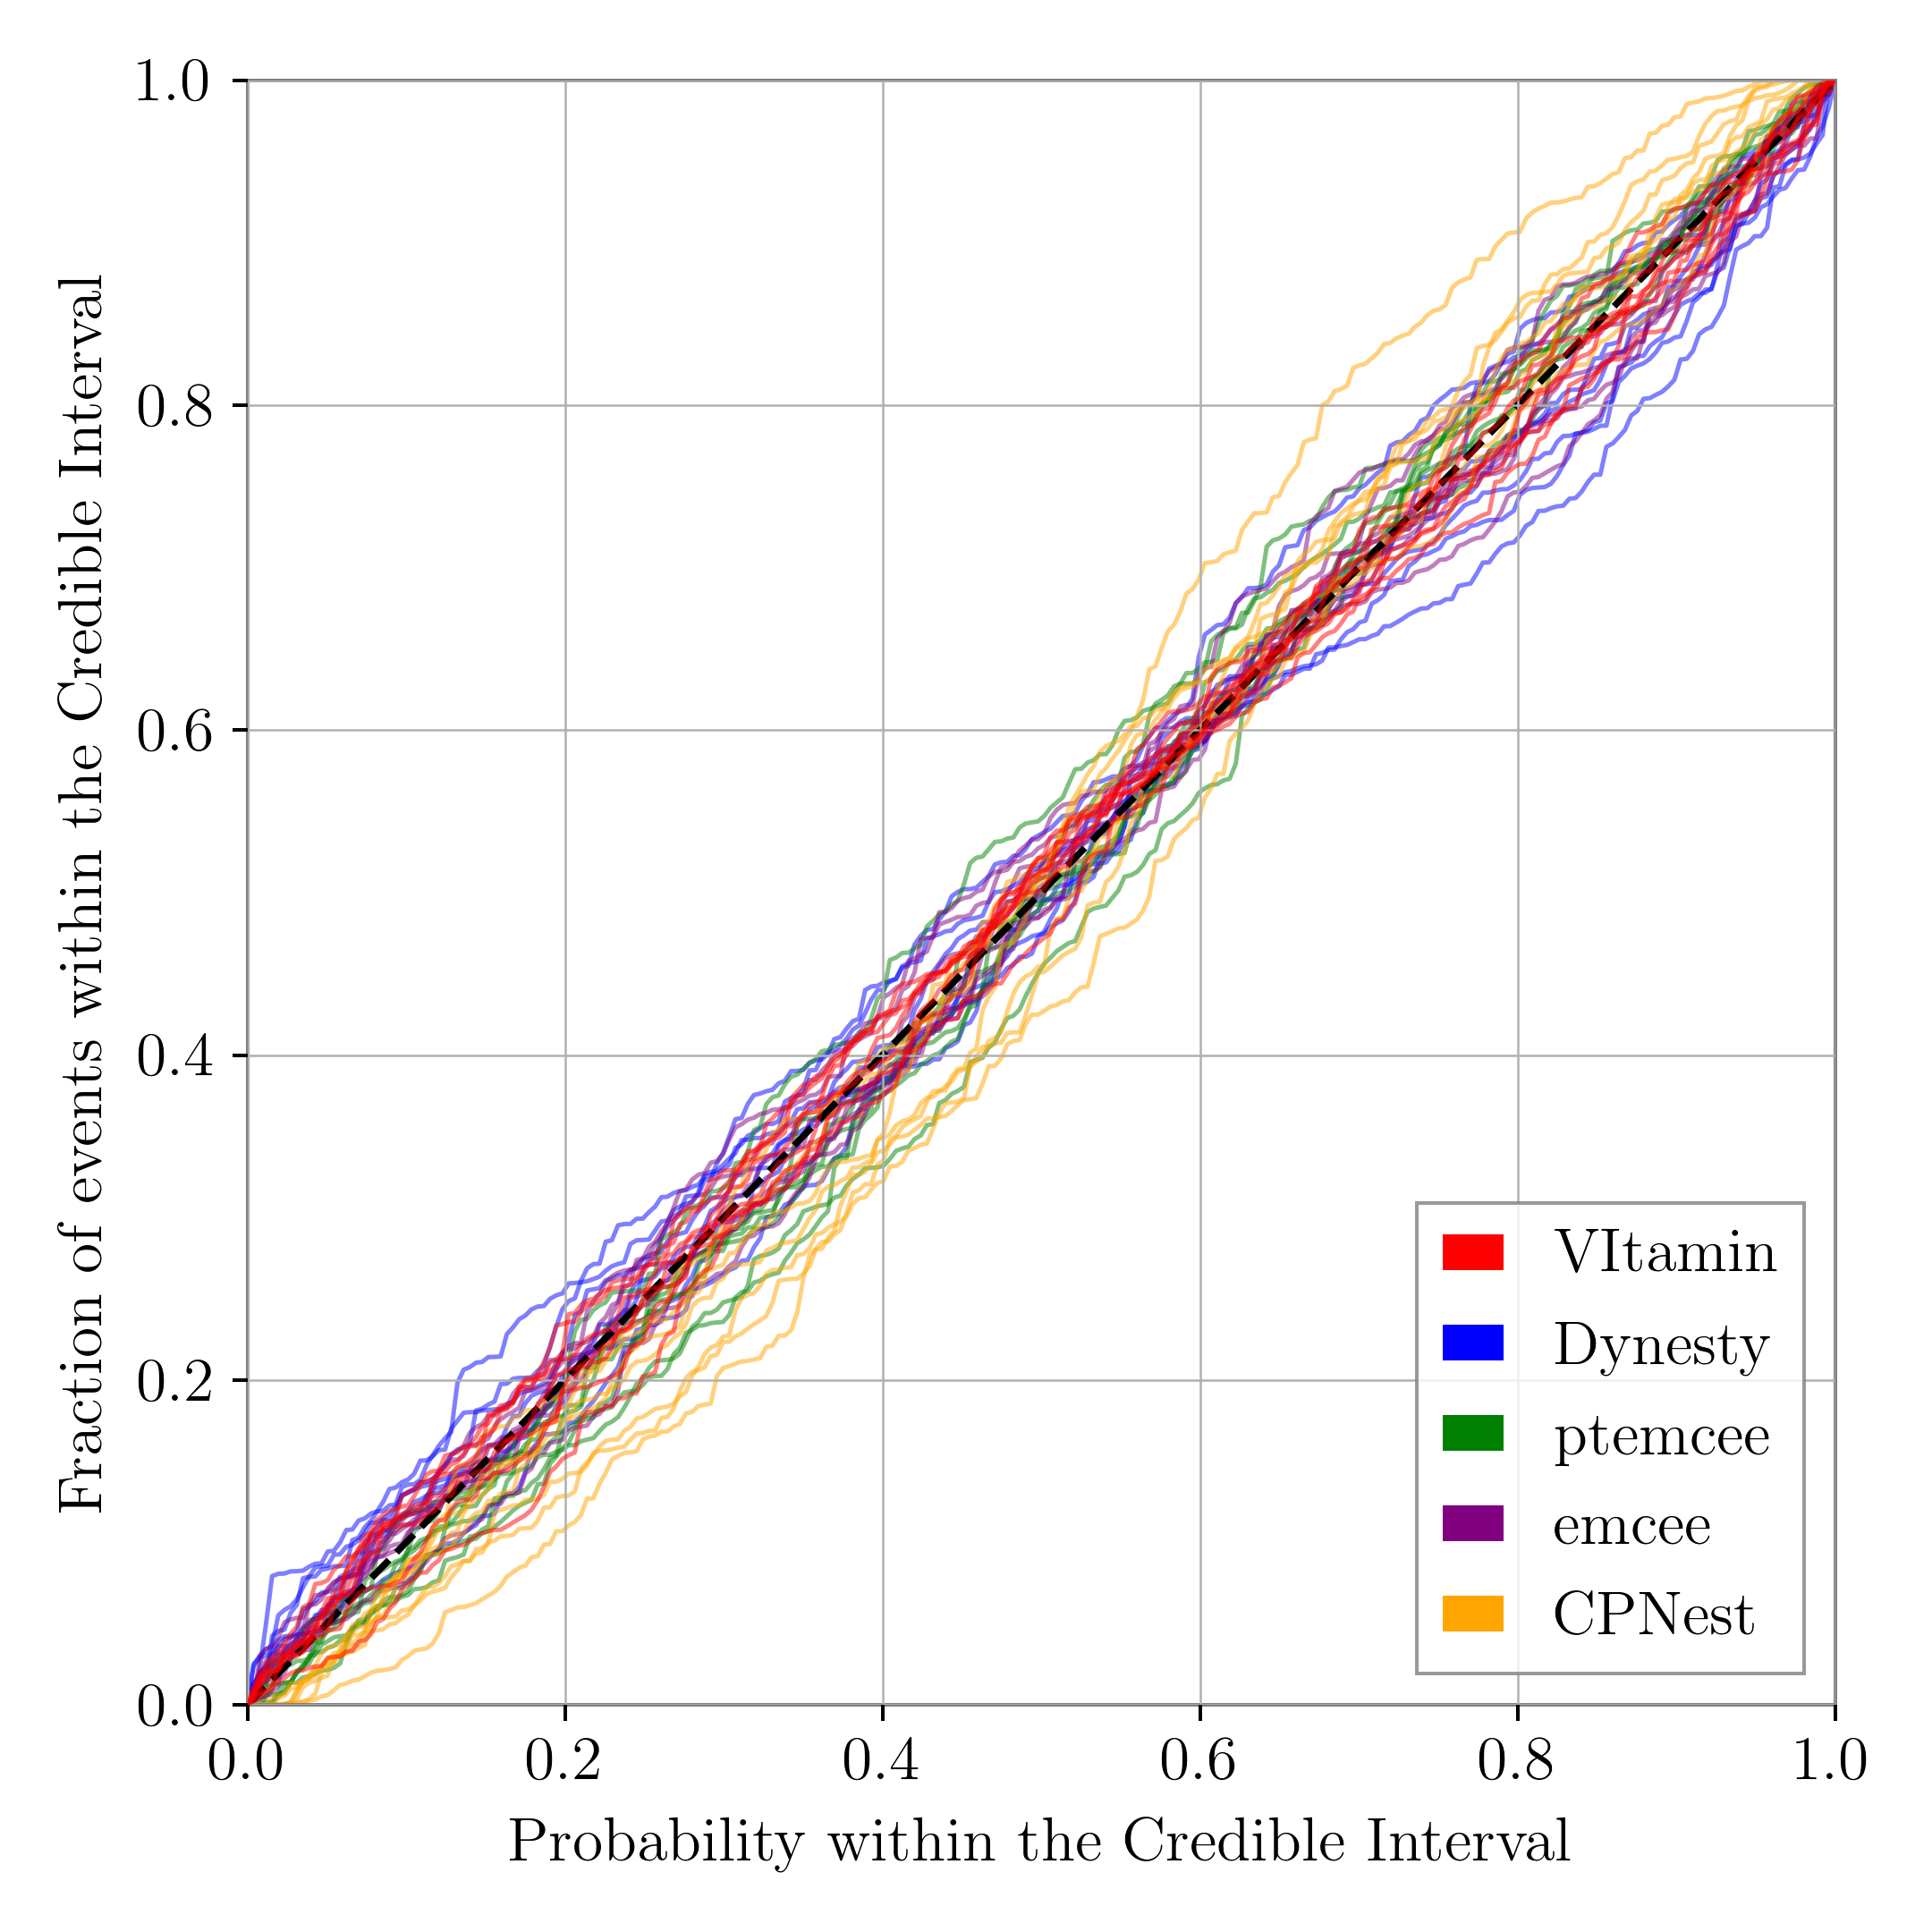 Fraction of events within the Credible Interval
1.0
0.8
0.6
0.4
0.2
0.0
0.0 0.2 0.4 0.6 0.8 1.0
Probability within the Credible Interval
VItamin
Dynesty
ptemcee
emcee
CPNest